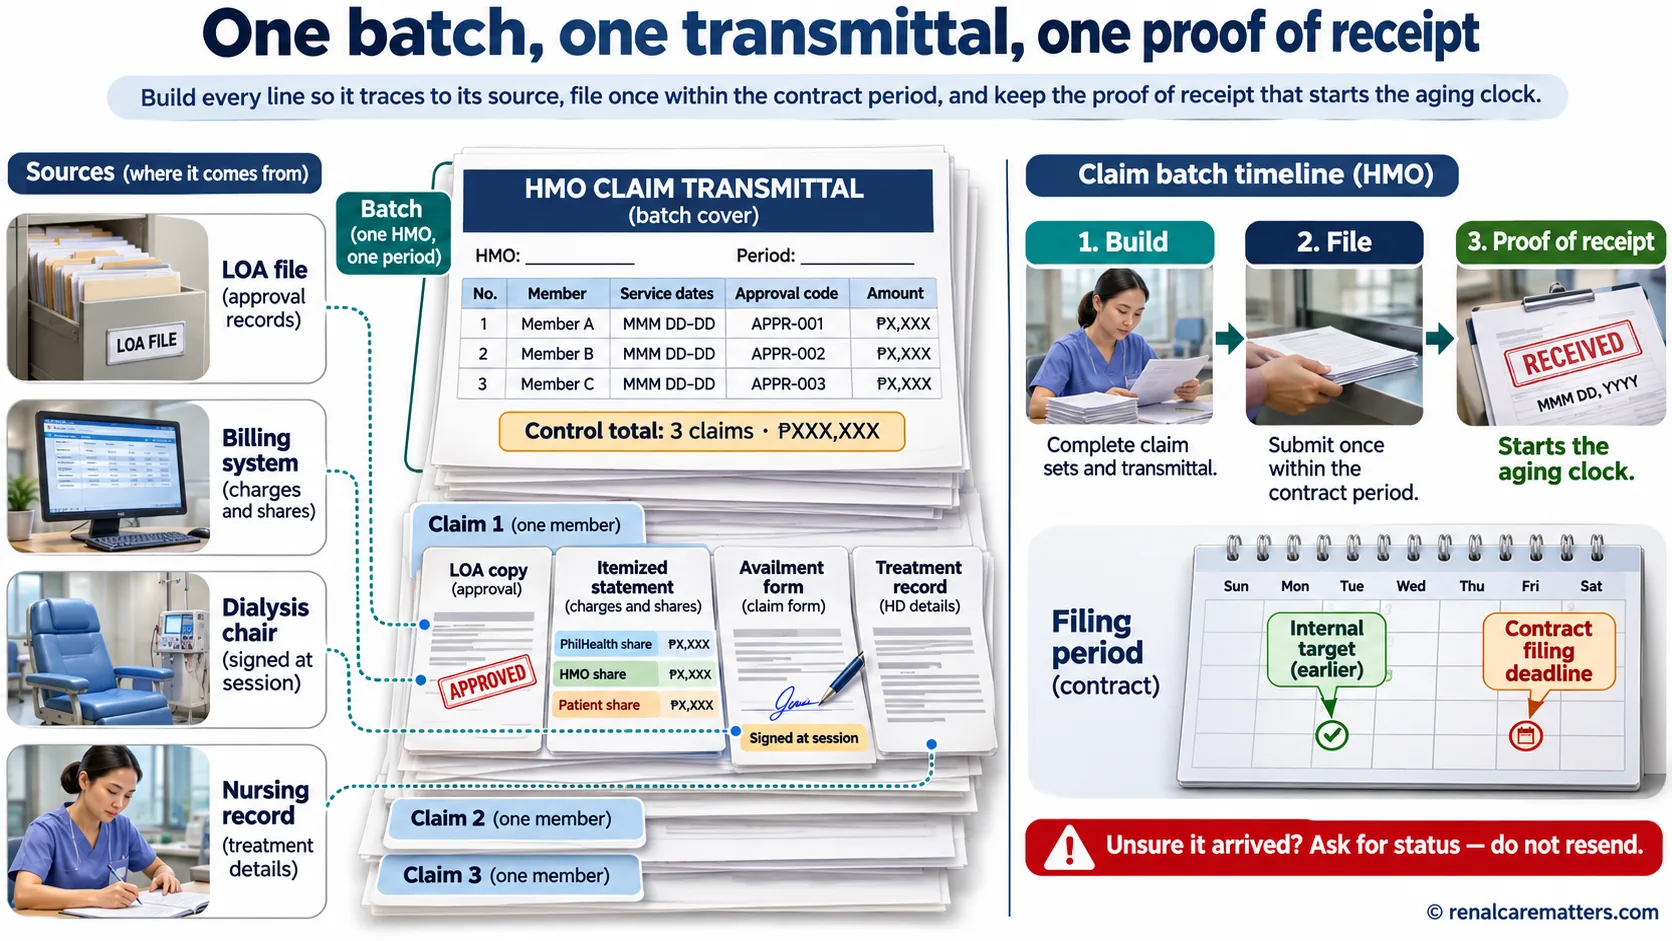 One batch, one transmittal, one proof of receipt
Build every line so it traces to its source, file once within the contract period, and keep the proof of receipt that starts the aging clock.
Sources (where it comes from)
LOA FILE
LOA file
(approval
records)
Billing
system
(charges
and shares)
Dialysis
chair
(signed at
session)
Nursing
record
(treatment
details)
Batch
(one HMO,
one period)
HMO CLAIM TRANSMITTAL
(batch cover)
HMO: ____________ Period: ____________
No. Member Service dates Approval code Amount
1 Member A MMM DD–DD APPR-001 ₱X,XXX
2 Member B MMM DD–DD APPR-002 ₱X,XXX
3 Member C MMM DD–DD APPR-003 ₱X,XXX
Control total: 3 claims · ₱XXX,XXX
Claim 1 (one member)
LOA copy
(approval)
APPROVED
Itemized
statement
(charges and shares)
PhilHealth share ₱X,XXX
HMO share ₱X,XXX
Patient share ₱X,XXX
Availment
form
(claim form)
Signed at session
Treatment
record
(HD details)
Claim 2 (one member)
Claim 3 (one member)
Claim batch timeline (HMO)
1. Build
Complete claim
sets and transmittal.
2. File
Submit once
within the
contract period.
3. Proof of receipt
RECEIVED
MMM DD, YYYY
Starts the
aging clock.
Filing
period
(contract)
Sun Mon Tue Wed Thu Fri Sat
Internal
target
(earlier)
Contract
filing
deadline
Unsure it arrived? Ask for status — do not resend.
© renalcarematters.com